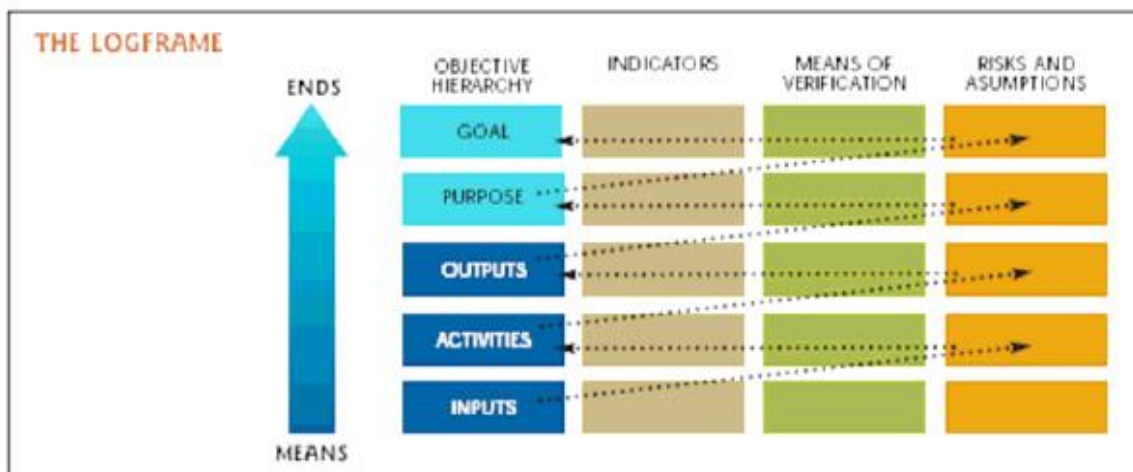 THE LOGFRAME
ENDS
OBJECTIVE
HIERARCHY
INDICATORS
MEANS OF
VERIFICATION
RISKS AND
ASUMPTIONS
GOAL
PURPOSE
OUTPUTS
ACTIVITIES
INPUTS
MEANS